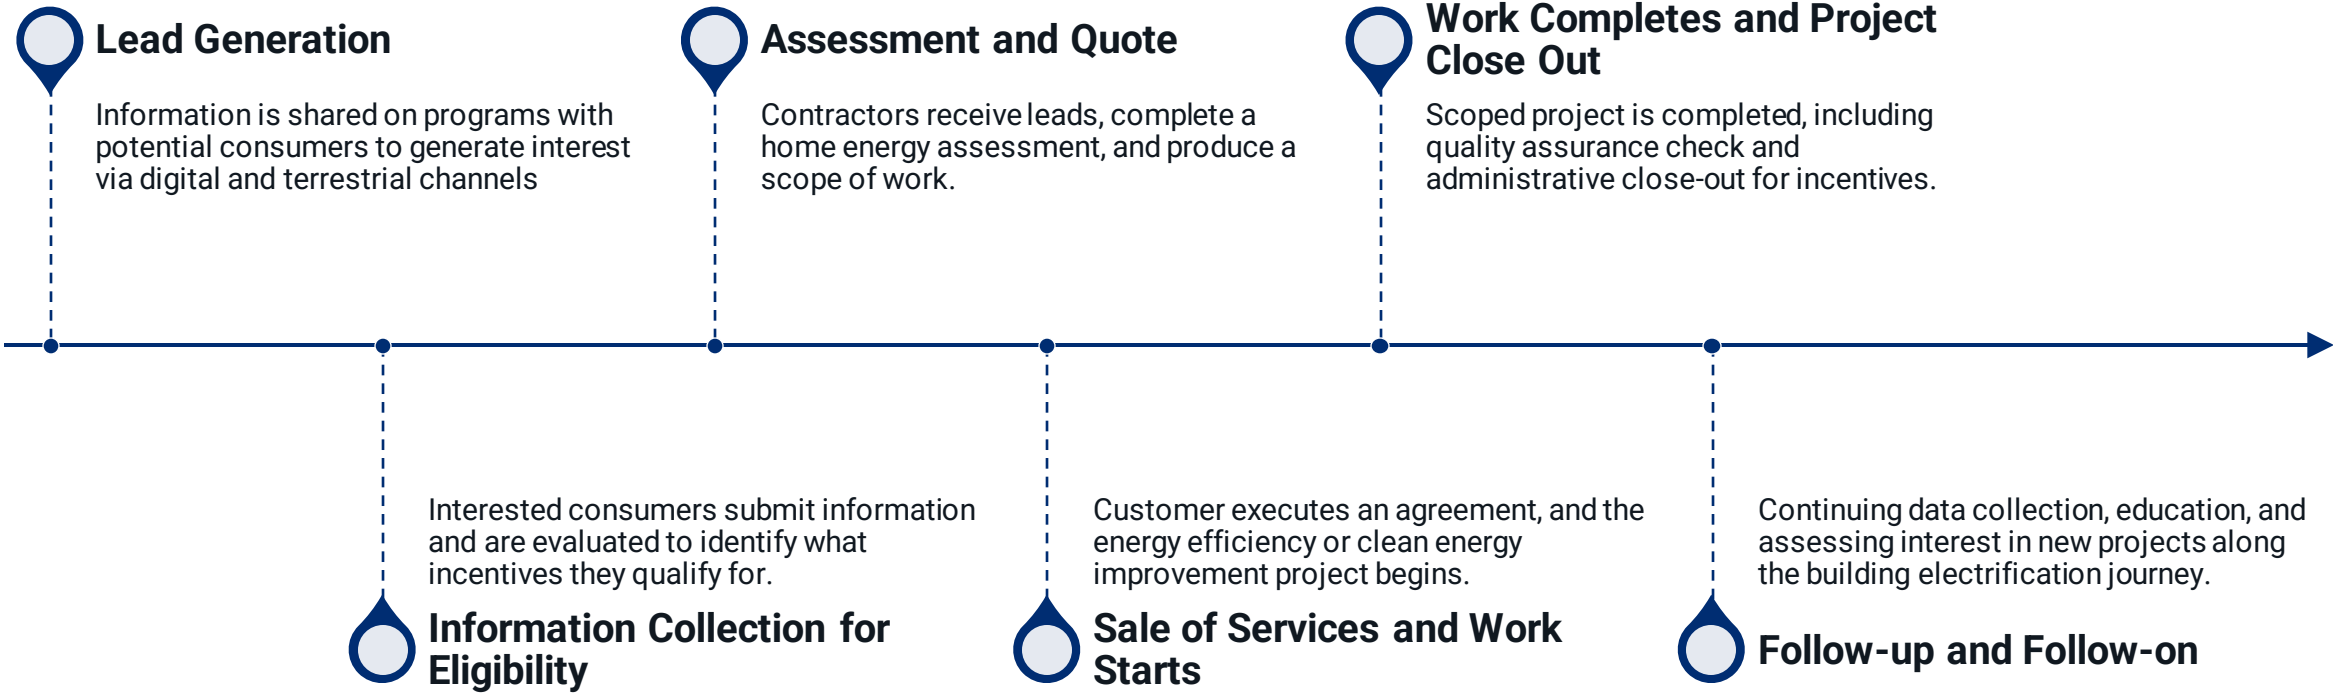 Lead Generation
Information is shared on programs with
potential consumers to generate interest
via digital and terrestrial channels
Assessment and Quote
Contractors receive leads, complete a
home energy assessment, and produce a
scope of work.
Work Completes and Project
Close Out
Scoped project is completed, including
quality assurance check and
administrative close-out for incentives.
Interested consumers submit information
and are evaluated to identify what
incentives they qualify for.
Information Collection for
Eligibility
Customer executes an agreement, and the
energy efficiency or clean energy
improvement project begins.
Sale of Services and Work
Starts
Continuing data collection, education, and
assessing interest in new projects along
the building electrification journey.
Follow-up and Follow-on